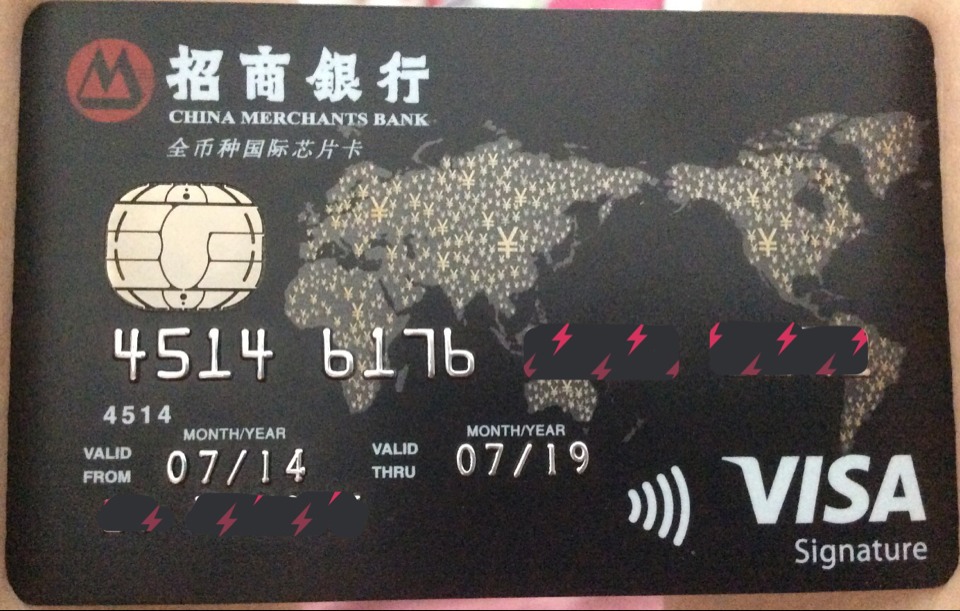 招商銀行
CHINA MERCHANTS BANK
全币种国际芯片卡
4514 6176
4514
MONTH/YEAR MONTH/YEAR
VALID FROM 07/14 VALID THRU 07/19
VISA
Signature